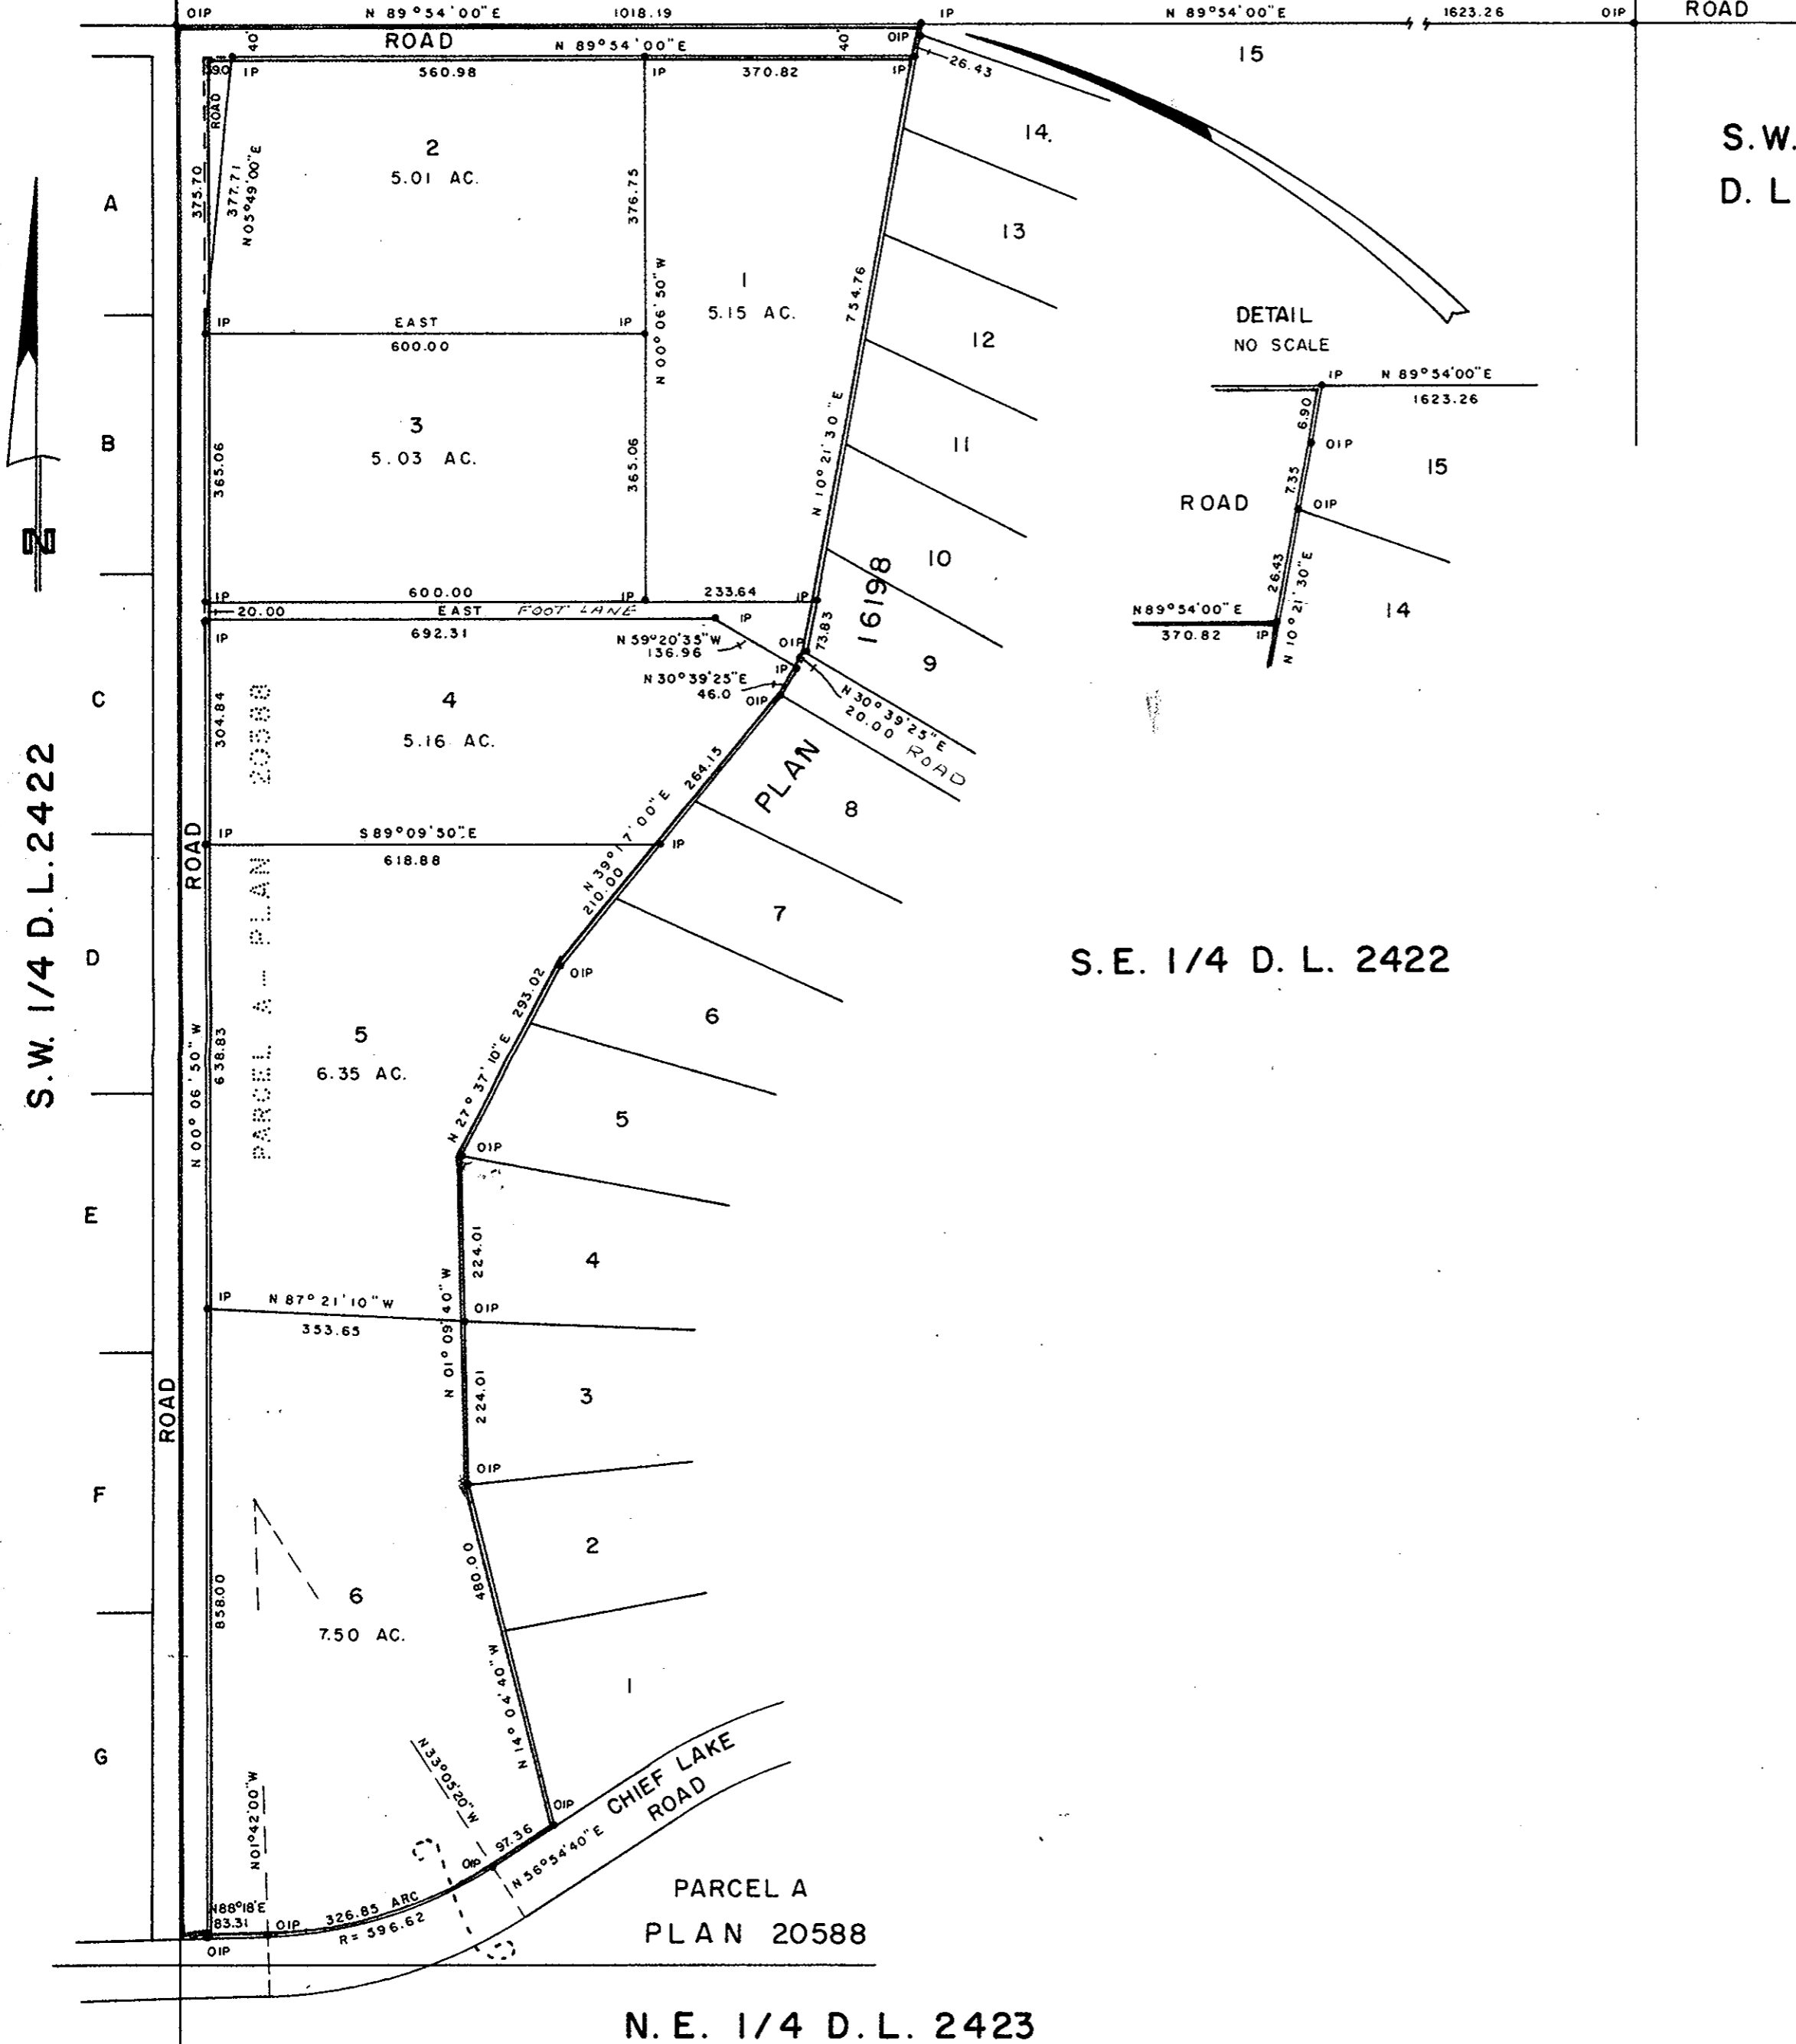 OIP N 89°54'00"E 1018.19 IP N 89°54'00"E 1623.26 OIP ROAD
40' ROAD N 89°54'00"E 40' OIP
39.0 IP 560.98 IP 370.82 IP 26.43
15
ROAD
14.
S.W.
D. L
2
5.01 AC.
375.70
377.71
N05°49'00"E
376.75
A
13
1
5.15 AC.
754.76
N 00°06'50"W
IP EAST IP
600.00
12
DETAIL
NO SCALE
IP N 89°54'00"E
1623.26
6.90
OIP
15
7.35
ROAD
OIP
26.43
N 10°21'30"E
N89°54'00"E
370.82 IP
14
B
3
5.03 AC.
365.06
365.06
N 10°21'30"E
11
10
16198
IP 600.00 IP 233.64 IP
20.00 EAST FOOT LANE
IP 692.31 IP
N 59°20'35"W
136.96
OIP
73.83
9
IP
N 30°39'25"E
46.0
OIP
N 30°39'25"E
20.00 ROAD
C
304.84
4
5.16 AC.
PLAN
8
264.15
N 39°17'00"E
210.00
ROAD
IP S89°09'50"E IP
618.88
7
S.W. 1/4 D.L.2422
PARCEL A - PLAN 20588
D
OIP
S.E. 1/4 D. L. 2422
293.02
N 27°37'10"E
6
N 00°06'50"W
638.83
5
6.35 AC.
5
OIP
E
224.01
4
N 01°09'40"W
IP N 87°21'10"W OIP
353.65
3
224.01
ROAD
OIP
F
2
480.00
858.00
6
7.50 AC.
N 14°04'40"W
1
G
N01°42'00"W
N33°05'20"W
OIP
CHIEF LAKE
ROAD
97.36
OIP
N 56°54'40"E
N88°18'E
83.31
OIP
326.85 ARC
R= 596.62
OIP
PARCEL A
PLAN 20588
N. E. 1/4 D. L. 2423